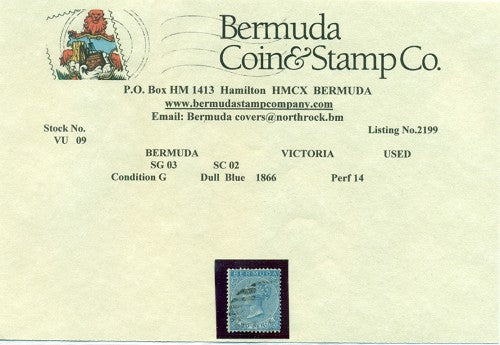 Bermuda
Coin&Stamp Co.
P.O. Box HM 1413 Hamilton HMCX BERMUDA
www.bermudastampcompany.com
Email: Bermuda covers@northrock.bm
Stock No. Listing No.2199
VU 09
BERMUDA VICTORIA USED
SG 03 SC 02
Condition G Dull Blue 1866 Perf 14
BERMUDA